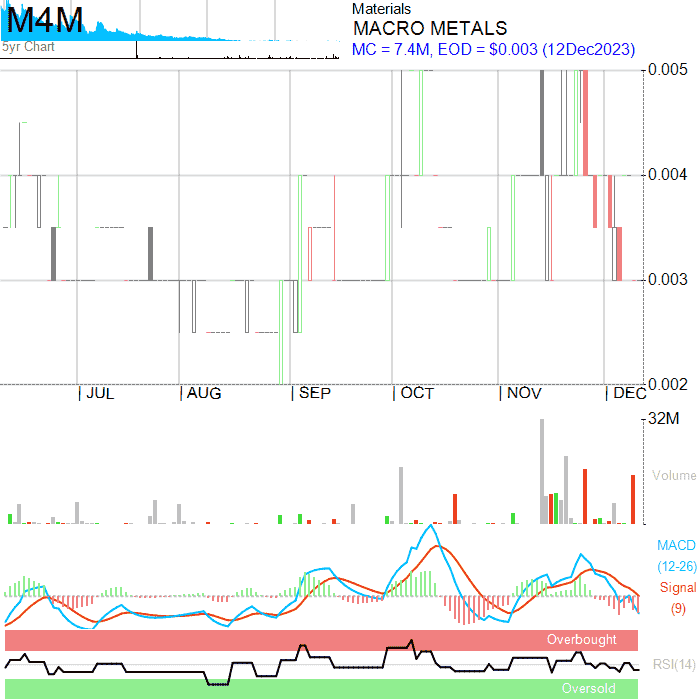 M4M
5yr Chart
Materials
MACRO METALS
MC = 7.4M, EOD = $0.003 (12Dec2023)
0.005
0.004
0.003
0.002
JUL
AUG
SEP
OCT
NOV
DEC
32M
Volume
MACD
(12-26)
Signal
(9)
Overbought
RSI(14)
Oversold